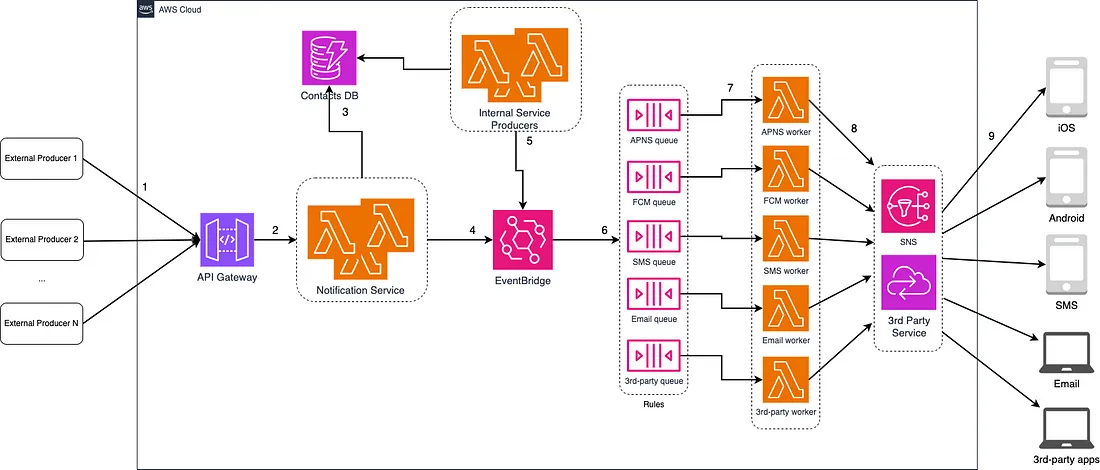 aws
AWS Cloud
External Producer 1
External Producer 2
...
External Producer N
1
API Gateway
2
Notification Service
3
Contacts DB
Internal Service
Producers
4
5
EventBridge
6
APNS queue
FCM queue
SMS queue
Email queue
3rd-party queue
Rules
7
APNS worker
FCM worker
SMS worker
Email worker
3rd-party worker
8
SNS
3rd Party
Service
9
iOS
Android
SMS
Email
3rd-party apps